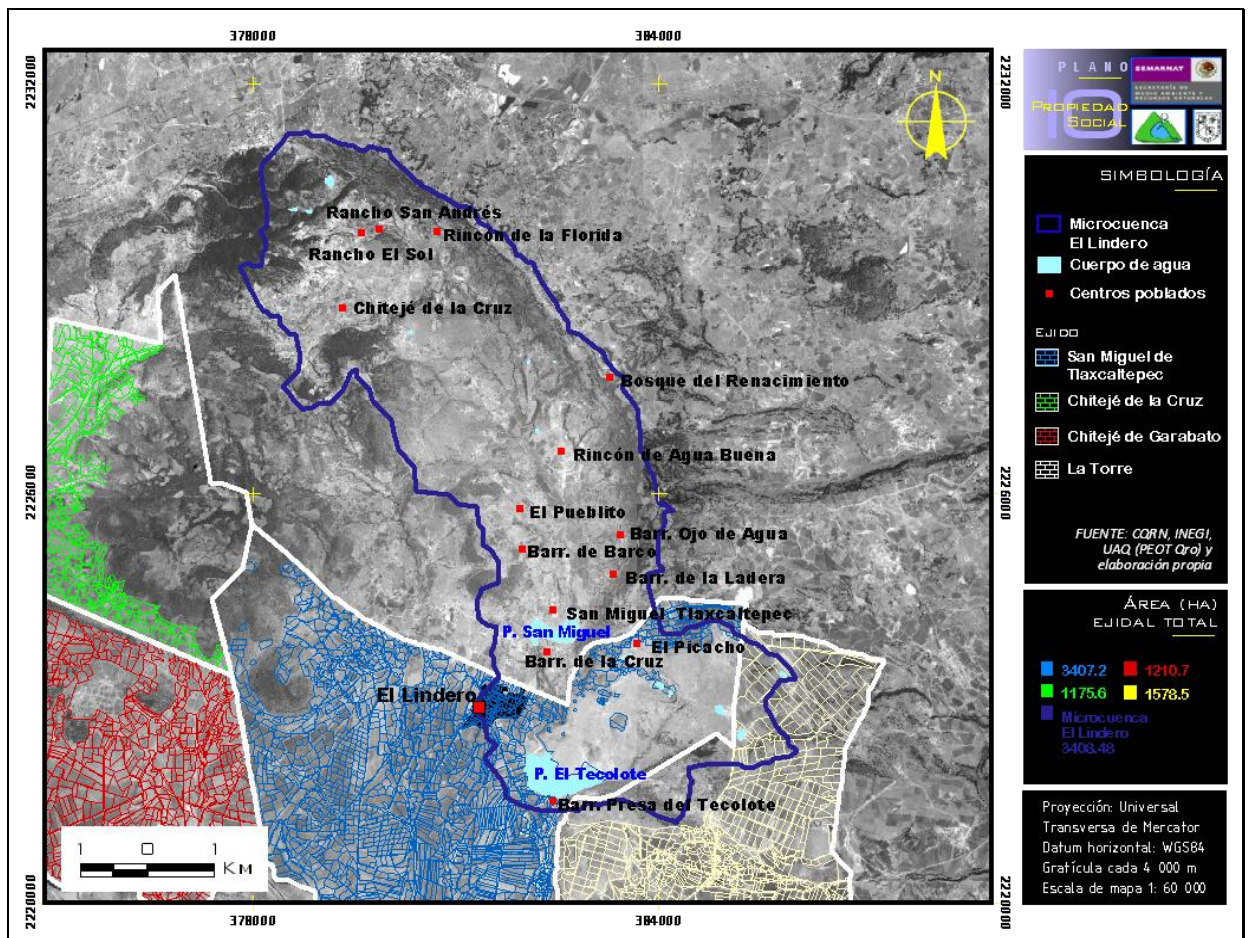 378000
384000
2232000
2232000
N
Rancho San Andrés
Rincón de la Florida
Rancho El Sol
Chitejé de la Cruz
Bosque del Renacimiento
Rincón de Agua Buena
2226000
2226000
El Pueblito
Barr. Ojo de Agua
Barr. de Barco
Barr. de la Ladera
San Miguel Tlaxcaltepec
P. San Miguel
El Picacho
Barr. de la Cruz
El Lindero
P. El Tecolote
Barr. Presa del Tecolote
1 0 1
Km
2220000
2220000
378000
384000
PLANO
10
PROPIEDAD
SOCIAL
SEMARNAT
SECRETARÍA DE
MEDIO AMBIENTE Y
RECURSOS NATURALES
SIMBOLOGÍA
Microcuenca
El Lindero
Cuerpo de agua
Centros poblados
EJIDO
San Miguel de
Tlaxcaltepec
Chitejé de la Cruz
Chitejé de Garabato
La Torre
FUENTE: CQRN, INEGI,
UAQ (PEOT Qro) y
elaboración propia
ÁREA (HA)
EJIDAL TOTAL
3407.2 1210.7
1175.6 1578.5
Microcuenca
El Lindero
3408.48
Proyección: Universal
Transversa de Mercator
Datum horizontal: WGS84
Gratícula cada 4 000 m
Escala de mapa 1: 60 000